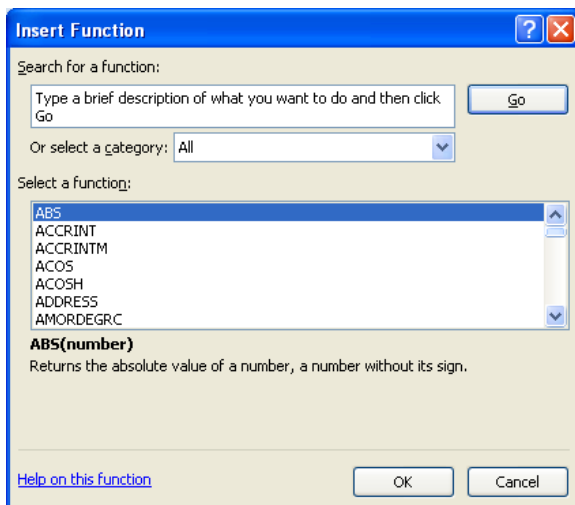 Insert Function
Search for a function:
Type a brief description of what you want to do and then click
Go
Go
Or select a category: All
Select a function:
ABS
ACCRINT
ACCRINTM
ACOS
ACOSH
ADDRESS
AMORDEGRC
ABS(number)
Returns the absolute value of a number, a number without its sign.
Help on this function OK Cancel